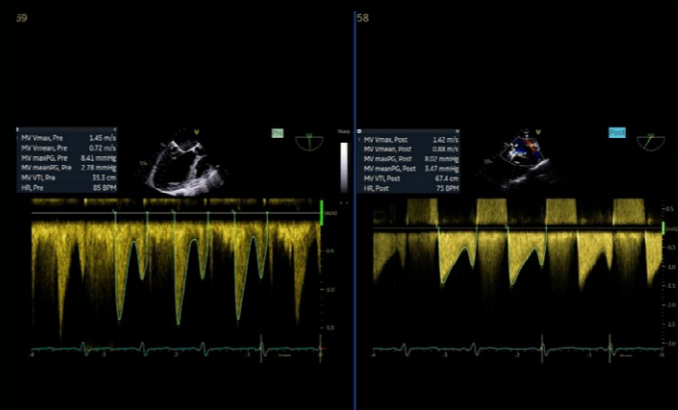 59
MV Vmax, Pre 1.45 m/s
MV Vmean, Pre 0.72 m/s
MV maxPG, Pre 8.41 mmHg
MV meanPG, Pre 2.78 mmHg
MV VTI, Pre 35.3 cm
HR, Pre 85 BPM
Pre
58
MV Vmax, Post 1.42 m/s
MV Vmean, Post 0.88 m/s
MV maxPG, Post 8.02 mmHg
MV meanPG, Post 3.47 mmHg
MV VTI, Post 67.4 cm
HR, Post 75 BPM
Post